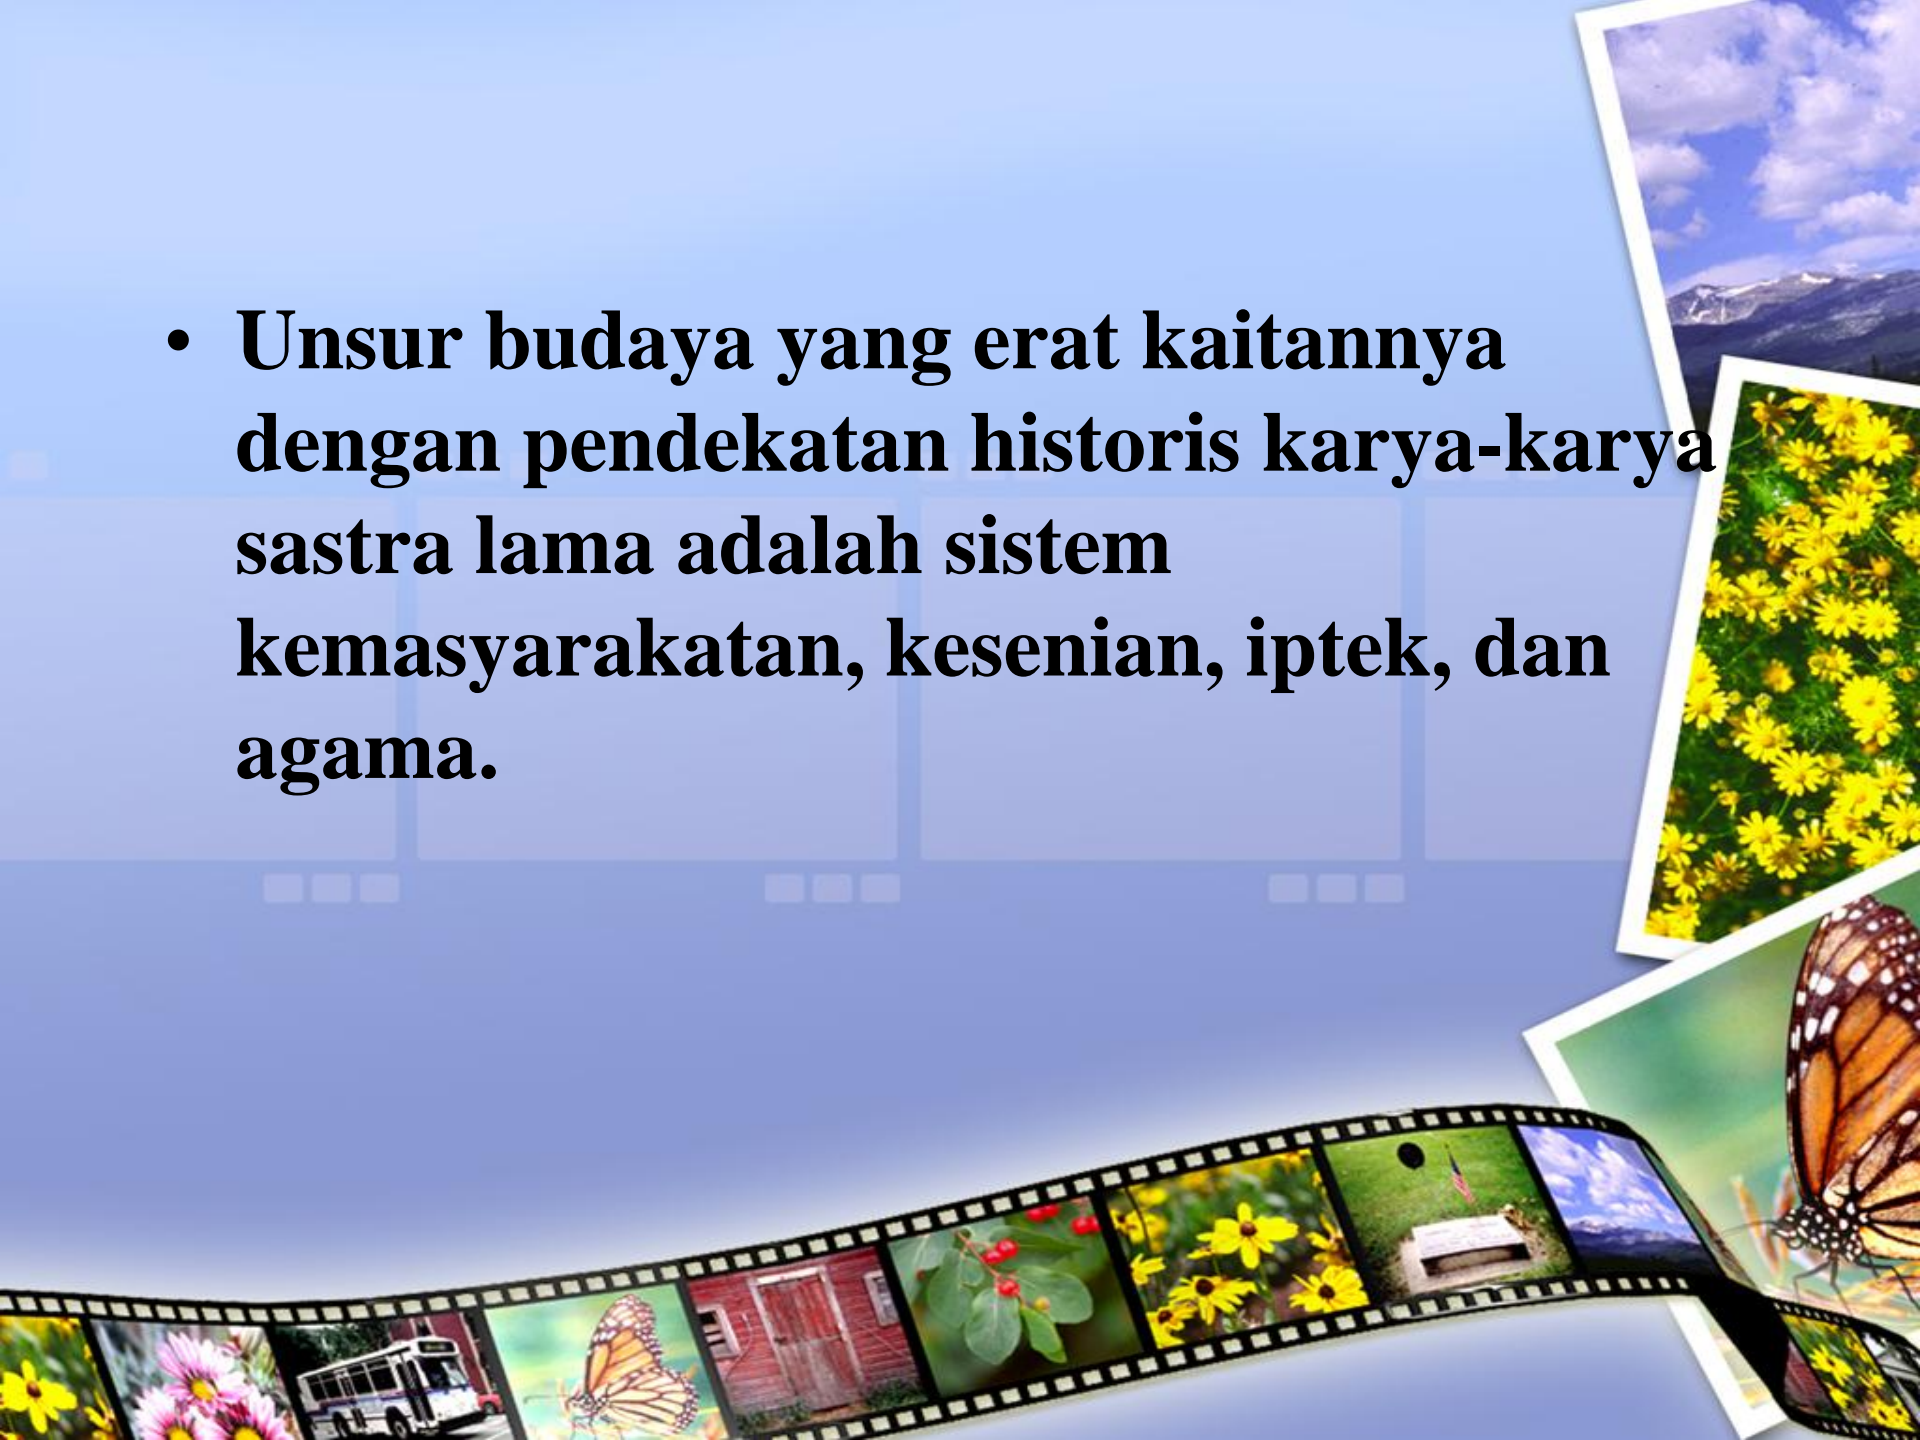 • Unsur budaya yang erat kaitannya
dengan pendekatan historis karya-karya
sastra lama adalah sistem
kemasyarakatan, kesenian, iptek, dan
agama.